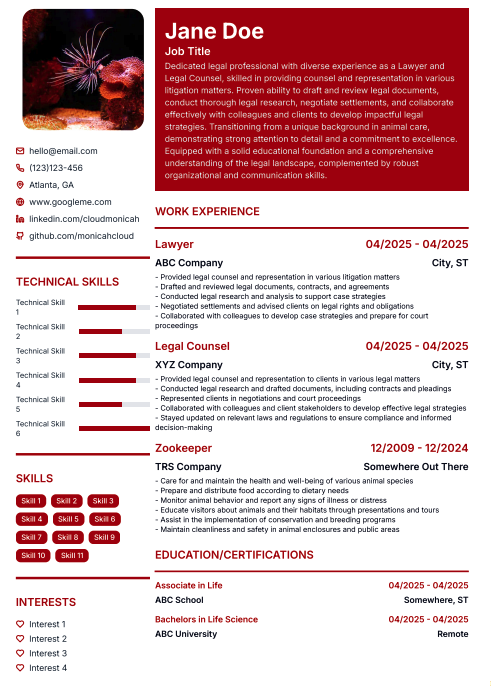 Jane Doe
Job Title
Dedicated legal professional with diverse experience as a Lawyer and
Legal Counsel, skilled in providing counsel and representation in various
litigation matters. Proven ability to draft and review legal documents,
conduct thorough legal research, negotiate settlements, and collaborate
effectively with colleagues and clients to develop impactful legal
strategies. Transitioning from a unique background in animal care,
demonstrating strong attention to detail and a commitment to excellence.
Equipped with a solid educational foundation and a comprehensive
understanding of the legal landscape, complemented by robust
organizational and communication skills.
hello@email.com
(123)123-456
Atlanta, GA
www.googleme.com
linkedin.com/cloudmonicah
github.com/monicahcloud
TECHNICAL SKILLS
Technical Skill
1
Technical Skill
2
Technical Skill
3
Technical Skill
4
Technical Skill
5
Technical Skill
6
SKILLS
Skill 1 Skill 2 Skill 3
Skill 4 Skill 5 Skill 6
Skill 7 Skill 8 Skill 9
Skill 10 Skill 11
INTERESTS
Interest 1
Interest 2
Interest 3
Interest 4
WORK EXPERIENCE
Lawyer 04/2025 - 04/2025
ABC Company City, ST
- Provided legal counsel and representation in various litigation matters
- Drafted and reviewed legal documents, contracts, and agreements
- Conducted legal research and analysis to support case strategies
- Negotiated settlements and advised clients on legal rights and obligations
- Collaborated with colleagues to develop case strategies and prepare for court
proceedings
Legal Counsel 04/2025 - 04/2025
XYZ Company City, ST
- Provided legal counsel and representation to clients in various legal matters
- Conducted legal research and drafted documents, including contracts and pleadings
- Represented clients in negotiations and court proceedings
- Collaborated with colleagues and client stakeholders to develop effective legal strategies
- Stayed updated on relevant laws and regulations to ensure compliance and informed
decision-making
Zookeeper 12/2009 - 12/2024
TRS Company Somewhere Out There
- Care for and maintain the health and well-being of various animal species
- Prepare and distribute food according to dietary needs
- Monitor animal behavior and report any signs of illness or distress
- Educate visitors about animals and their habitats through presentations and tours
- Assist in the implementation of conservation and breeding programs
- Maintain cleanliness and safety in animal enclosures and public areas
EDUCATION/CERTIFICATIONS
Associate in Life 04/2025 - 04/2025
ABC School Somewhere, ST
Bachelors in Life Science 04/2025 - 04/2025
ABC University Remote